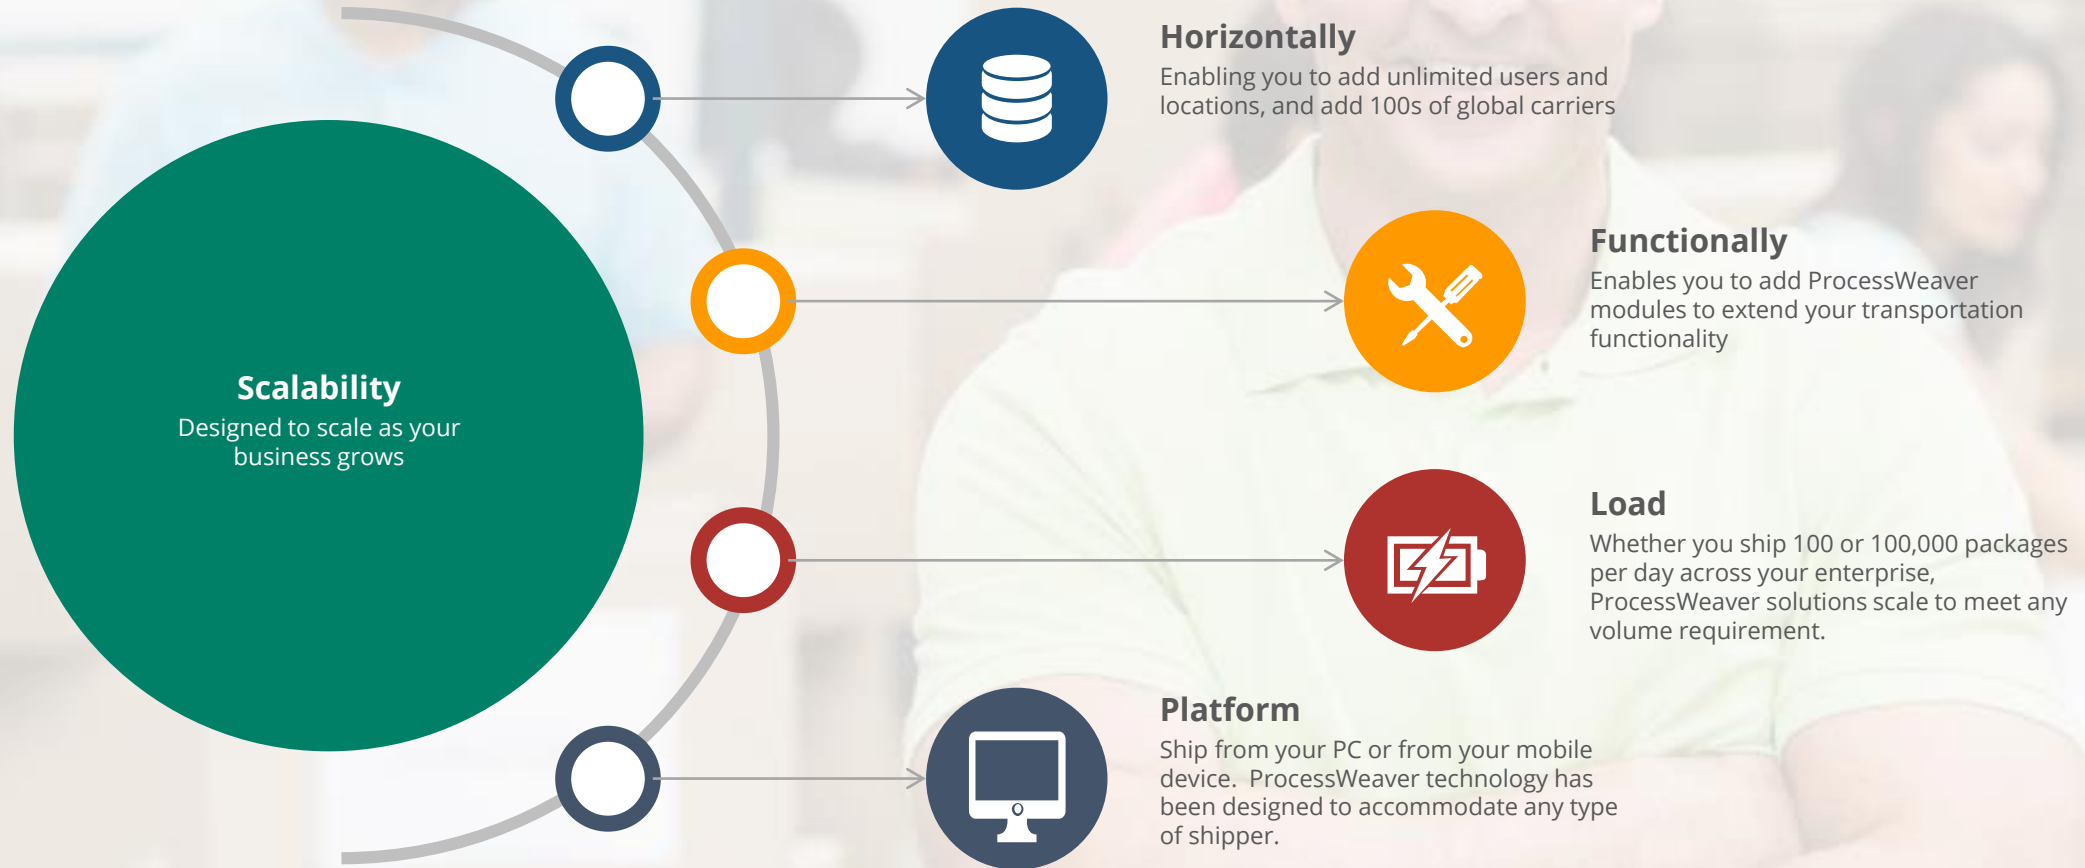 Scalability
Designed to scale as your
business grows
Horizontally
Enabling you to add unlimited users and
locations, and add 100s of global carriers
Functionally
Enables you to add ProcessWeaver
modules to extend your transportation
functionality
Load
Whether you ship 100 or 100,000 packages
per day across your enterprise,
ProcessWeaver solutions scale to meet any
volume requirement.
Platform
Ship from your PC or from your mobile
device.  ProcessWeaver technology has
been designed to accommodate any type
of shipper.